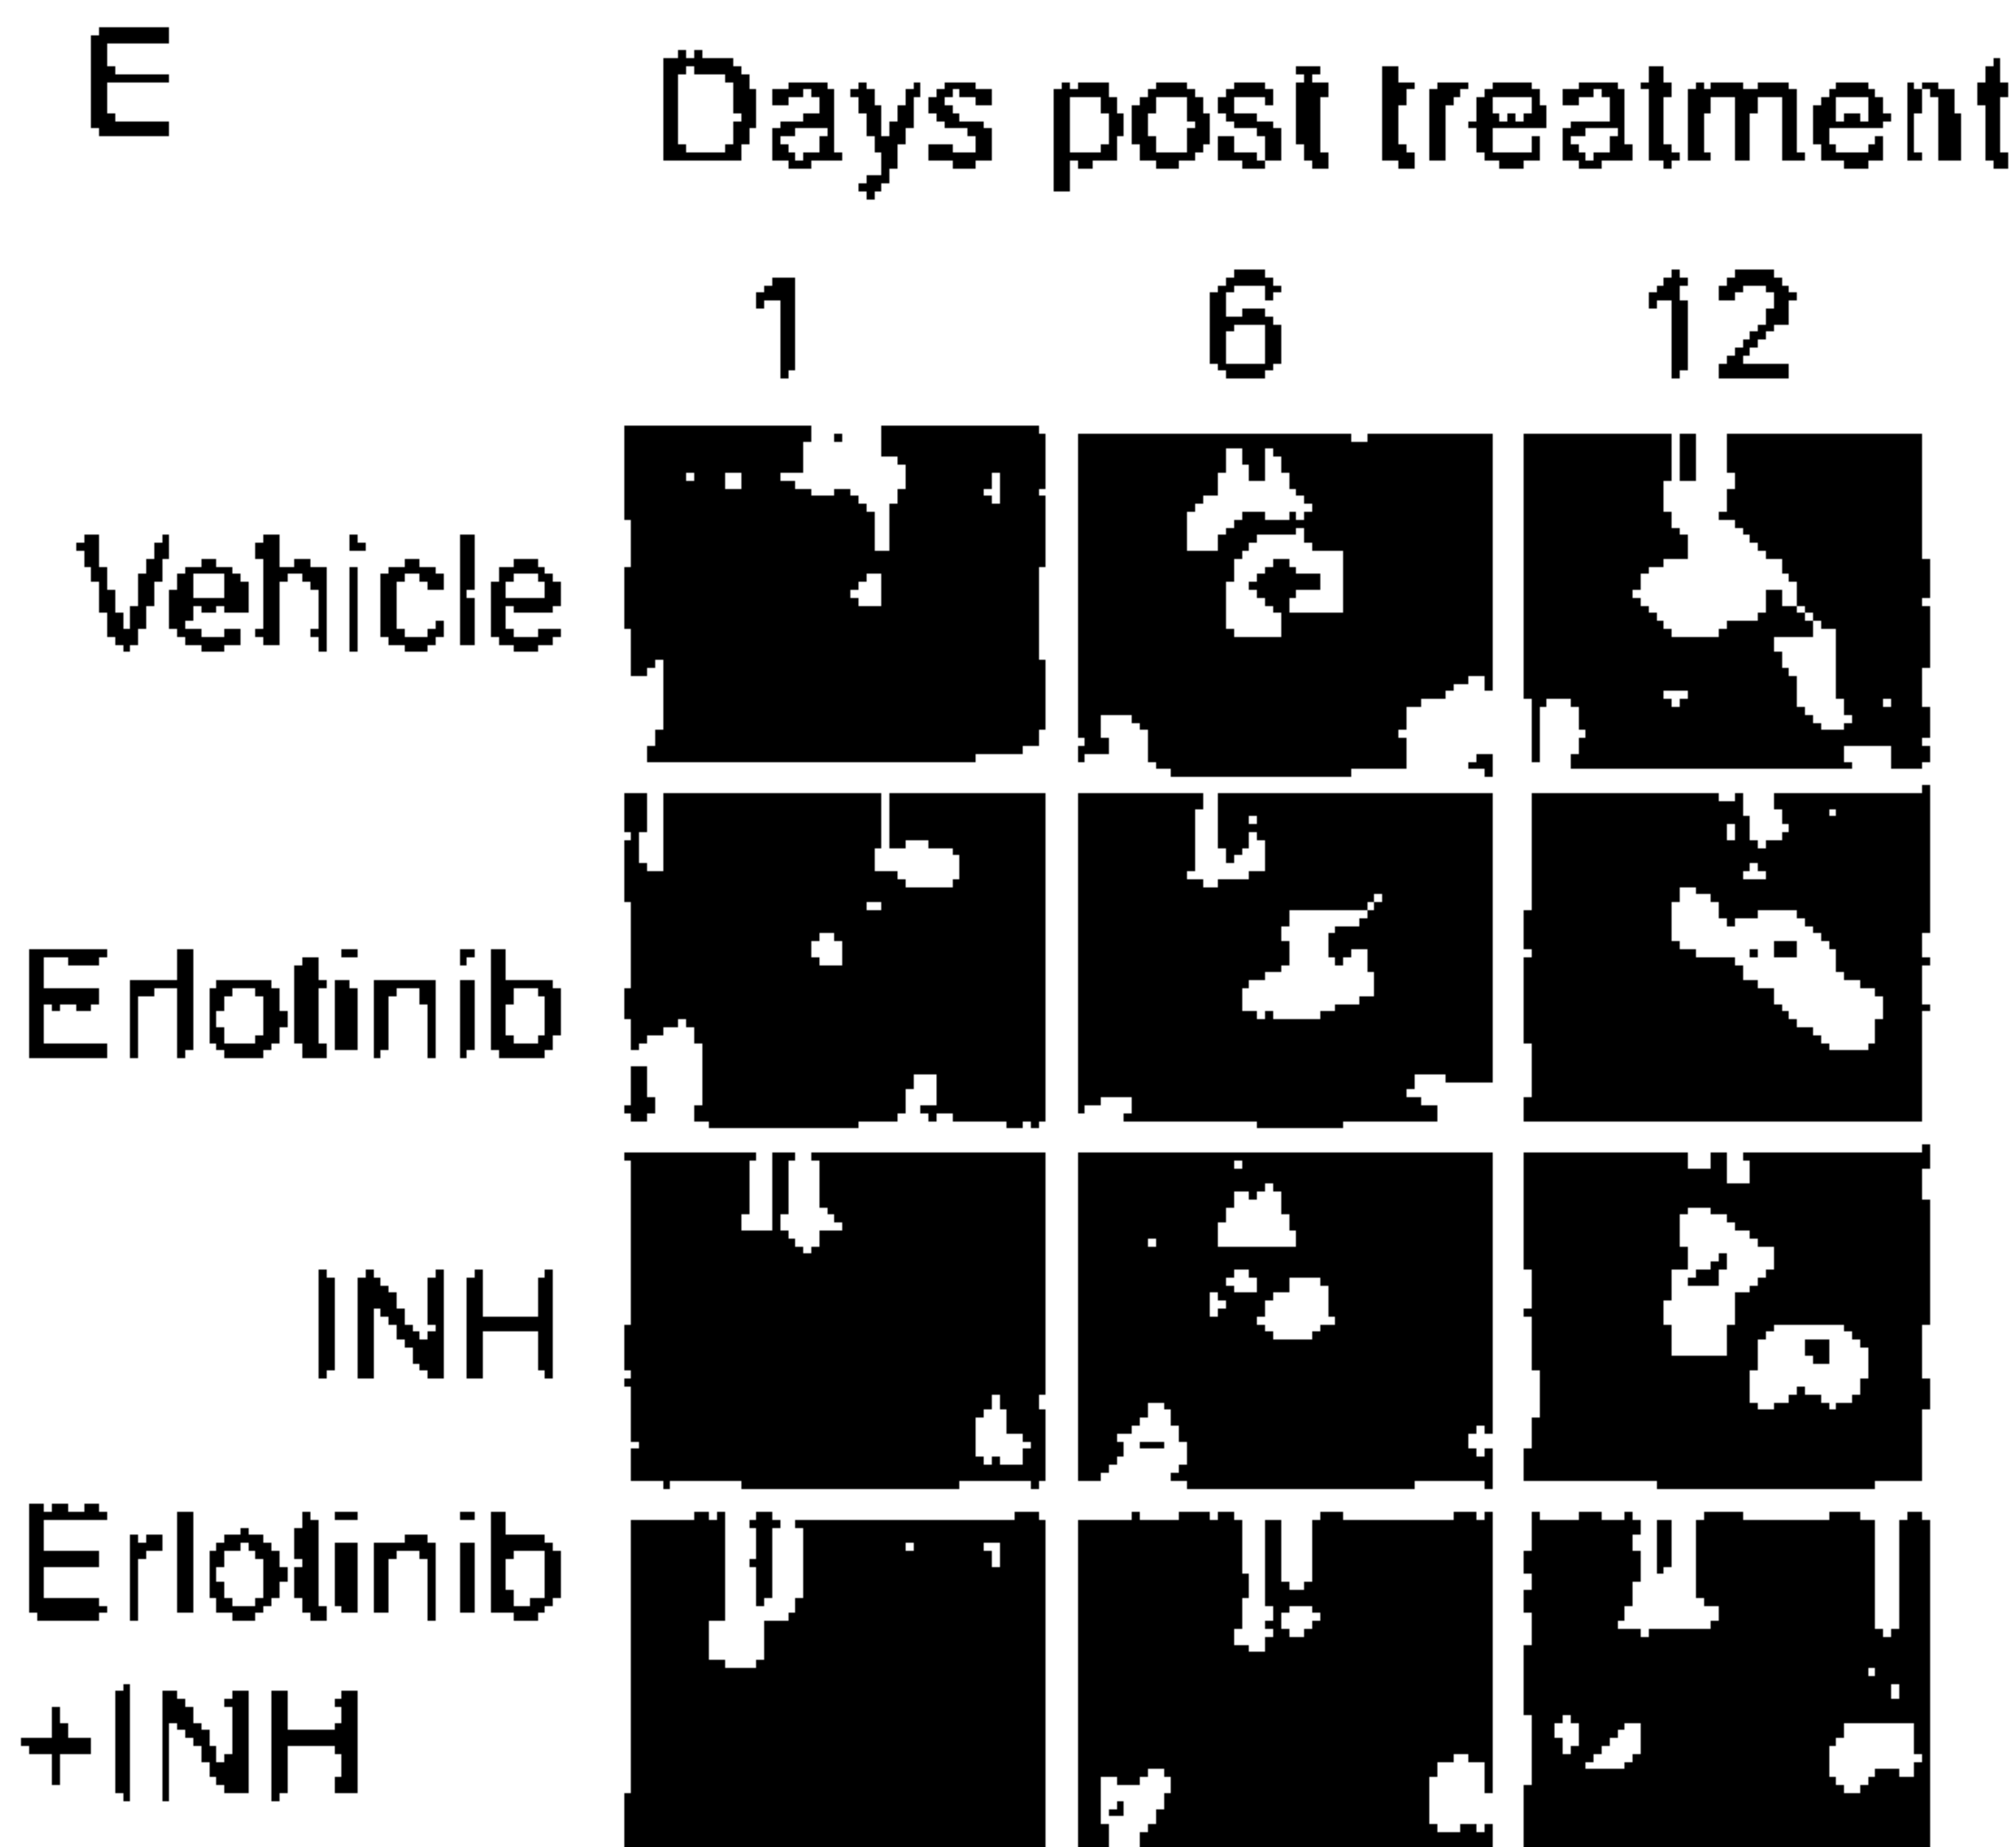 E
Days post treatment
1 6 12
Vehicle
Erlotinib
INH
Erlotinib
+INH